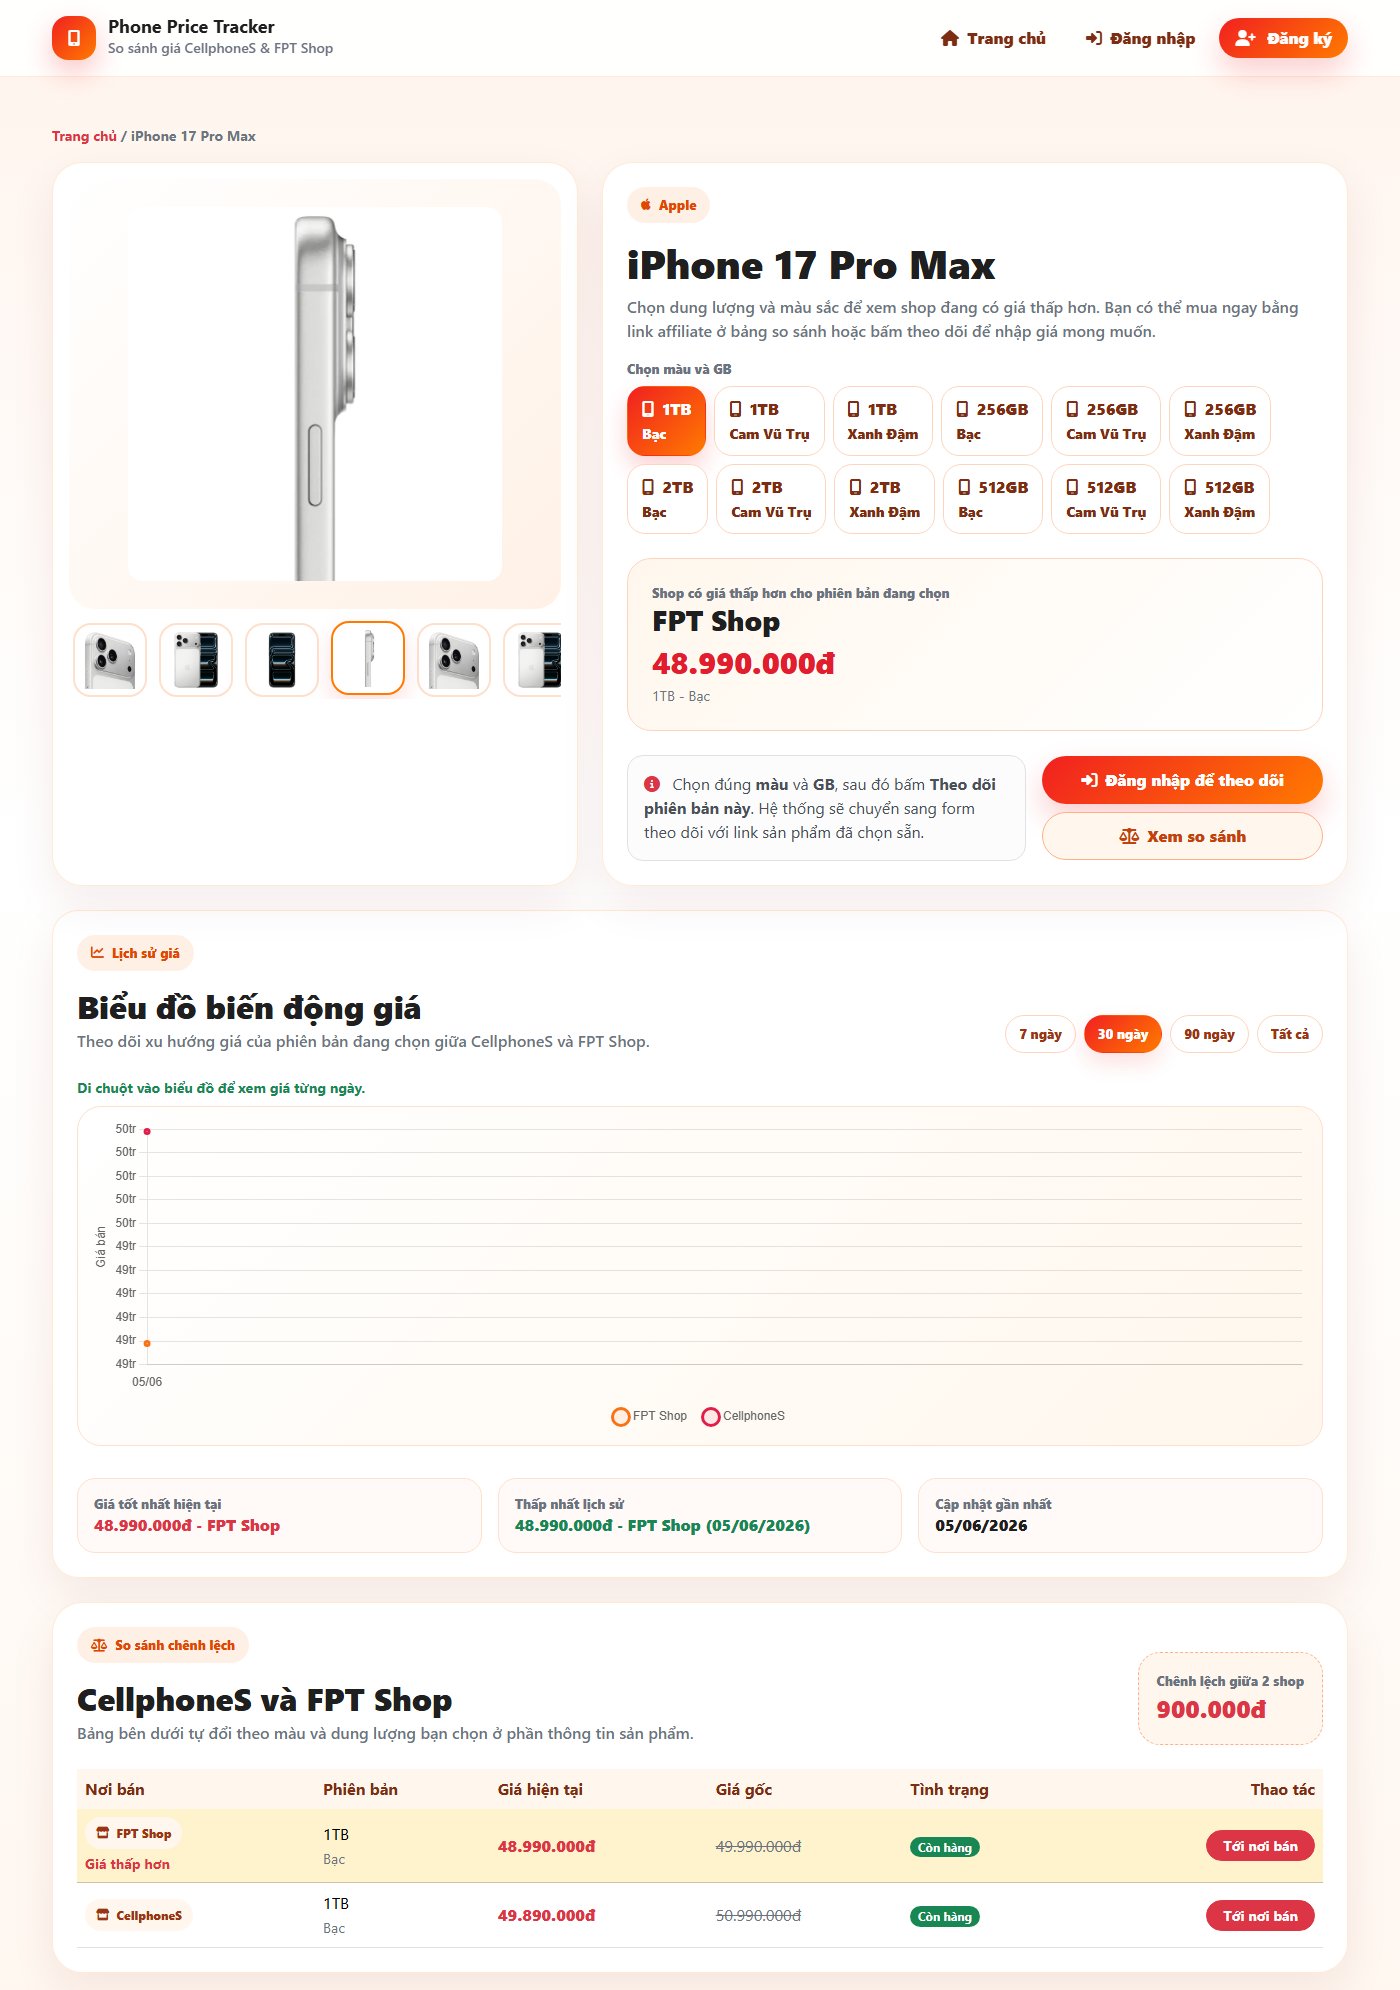 Phone Price Tracker
So sánh giá CellphoneS & FPT Shop
Trang chủ
Đăng nhập
Đăng ký
Trang chủ / iPhone 17 Pro Max
Apple
iPhone 17 Pro Max
Chọn dung lượng và màu sắc để xem shop đang có giá thấp hơn. Bạn có thể mua ngay bằng
link affiliate ở bảng so sánh hoặc bấm theo dõi để nhập giá mong muốn.
Chọn màu và GB
1TB
Bạc
1TB
Cam Vũ Trụ
1TB
Xanh Đậm
256GB
Bạc
256GB
Cam Vũ Trụ
256GB
Xanh Đậm
2TB
Bạc
2TB
Cam Vũ Trụ
2TB
Xanh Đậm
512GB
Bạc
512GB
Cam Vũ Trụ
512GB
Xanh Đậm
Shop có giá thấp hơn cho phiên bản đang chọn
FPT Shop
48.990.000đ
1TB - Bạc
Chọn đúng màu và GB, sau đó bấm Theo dõi
phiên bản này. Hệ thống sẽ chuyển sang form
theo dõi với link sản phẩm đã chọn sẵn.
Đăng nhập để theo dõi
Xem so sánh
Lịch sử giá
Biểu đồ biến động giá
Theo dõi xu hướng giá của phiên bản đang chọn giữa CellphoneS và FPT Shop.
7 ngày
30 ngày
90 ngày
Tất cả
Di chuột vào biểu đồ để xem giá từng ngày.
Giá bán
50tr
50tr
50tr
50tr
50tr
49tr
49tr
49tr
49tr
49tr
49tr
05/06
FPT Shop
CellphoneS
Giá tốt nhất hiện tại
48.990.000đ - FPT Shop
Thấp nhất lịch sử
48.990.000đ - FPT Shop (05/06/2026)
Cập nhật gần nhất
05/06/2026
So sánh chênh lệch
CellphoneS và FPT Shop
Bảng bên dưới tự đổi theo màu và dung lượng bạn chọn ở phần thông tin sản phẩm.
Chênh lệch giữa 2 shop
900.000đ
Nơi bán Phiên bản Giá hiện tại Giá gốc Tình trạng Thao tác
FPT Shop
Giá thấp hơn
1TB
Bạc
48.990.000đ
49.990.000đ
Còn hàng
Tới nơi bán
CellphoneS
1TB
Bạc
49.890.000đ
50.990.000đ
Còn hàng
Tới nơi bán